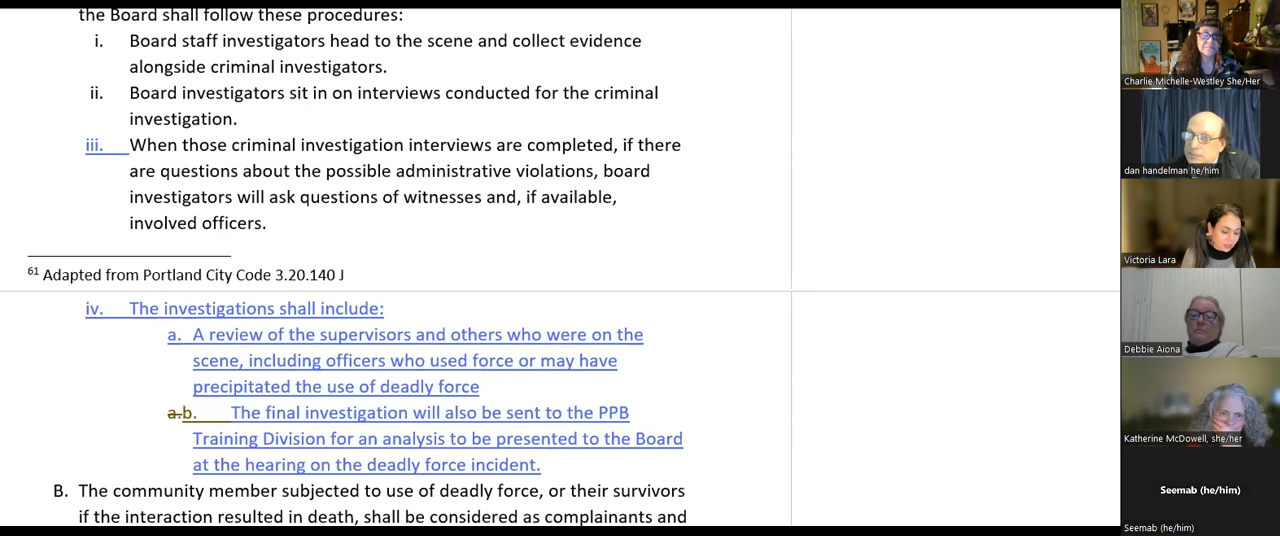 the Board shall follow these procedures:
i. Board staff investigators head to the scene and collect evidence
alongside criminal investigators.
ii. Board investigators sit in on interviews conducted for the criminal
investigation.
iii. When those criminal investigation interviews are completed, if there
are questions about the possible administrative violations, board
investigators will ask questions of witnesses and, if available,
involved officers.
61 Adapted from Portland City Code 3.20.140 J
iv. The investigations shall include:
a. A review of the supervisors and others who were on the
scene, including officers who used force or may have
precipitated the use of deadly force
a.b. The final investigation will also be sent to the PPB
Training Division for an analysis to be presented to the Board
at the hearing on the deadly force incident.
B. The community member subjected to use of deadly force, or their survivors
if the interaction resulted in death, shall be considered as complainants and
Charlie Michelle-Westley She/Her
dan handelman he/him
Victoria Lara
Debbie Aiona
Katherine McDowell, she/her
Seemab (he/him)
Seemab (he/him)